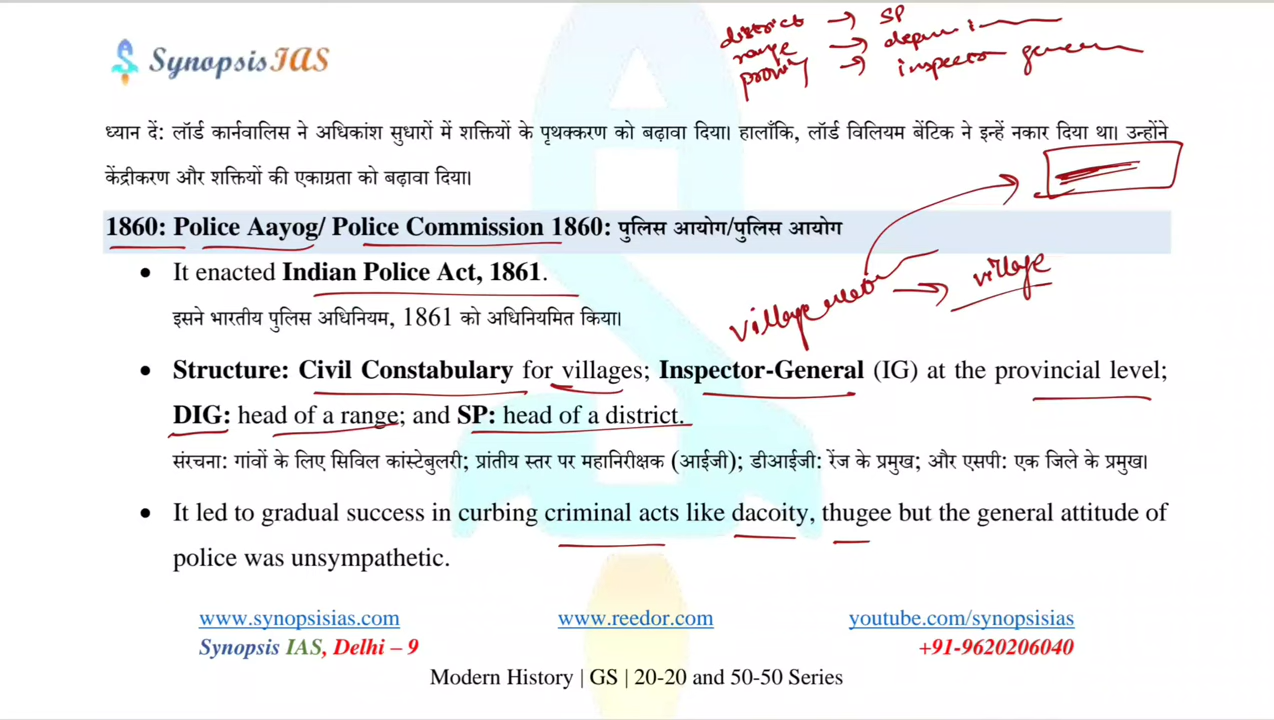 district → SP
range →
→ inspector
Synopsis IAS
ध्यान दें: लॉर्ड कार्नवालिस ने अधिकांश सुधारों में शक्तियों के पृथक्करण को बढ़ावा दिया। हालाँकि, लॉर्ड विलियम बेंटिक ने इन्हें नकार दिया था। उन्होंने
केंद्रीकरण और शक्तियों की एकाग्रता को बढ़ावा दिया।
1860: Police Aayog/ Police Commission 1860: पुलिस आयोग/पुलिस आयोग
• It enacted Indian Police Act, 1861.
village → village
इसने भारतीय पुलिस अधिनियम, 1861 को अधिनियमित किया।
• Structure: Civil Constabulary for villages; Inspector-General (IG) at the provincial level;
DIG: head of a range; and SP: head of a district.
संरचना: गांवों के लिए सिविल कांस्टेबुलरी; प्रांतीय स्तर पर महानिरीक्षक (आईजी); डीआईजी: रेंज के प्रमुख; और एसपी: एक जिले के प्रमुख।
• It led to gradual success in curbing criminal acts like dacoity, thugee but the general attitude of
police was unsympathetic.
www.synopsisias.com www.reedor.com youtube.com/synopsisias
Synopsis IAS, Delhi – 9 +91-9620206040
Modern History | GS | 20-20 and 50-50 Series